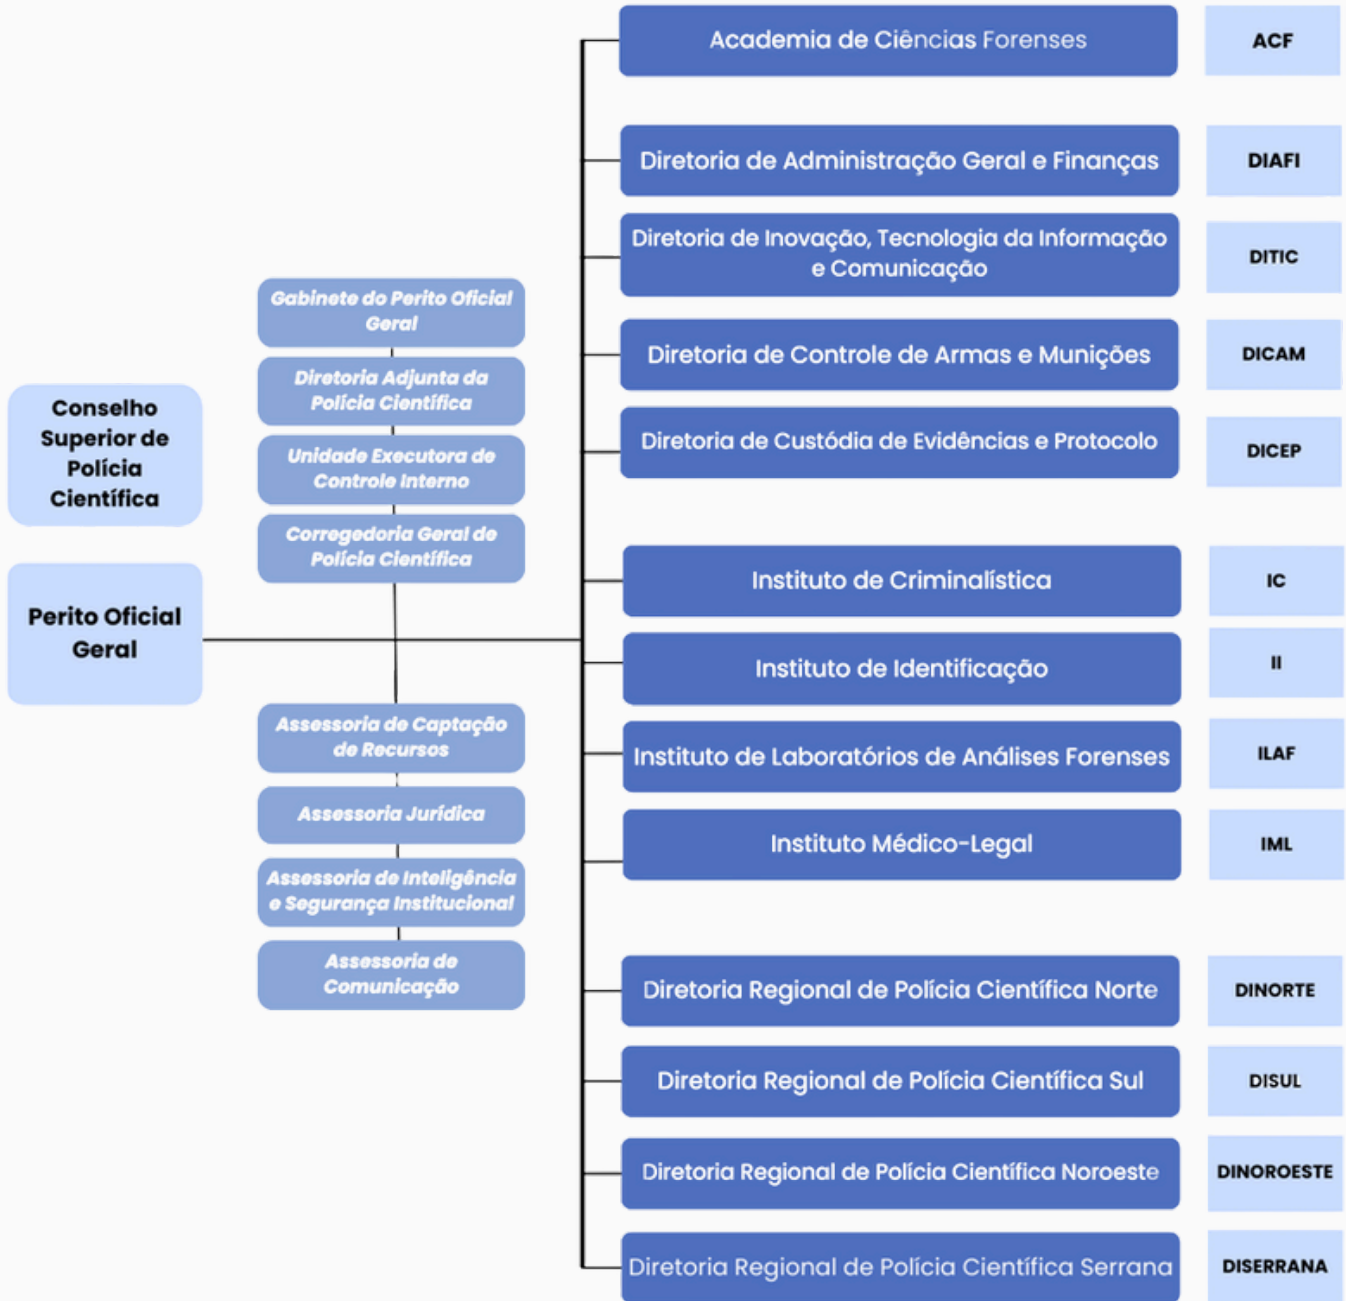 Conselho
Superior de
Polícia
Científica
Perito Oficial
Geral
Gabinete do Perito Oficial
Geral
Diretoria Adjunta da
Polícia Científica
Unidade Executora de
Controle Interno
Corregedoria Geral de
Polícia Científica
Assessoria de Captação
de Recursos
Assessoria Jurídica
Assessoria de Inteligência
e Segurança Institucional
Assessoria de
Comunicação
Academia de Ciências Forenses
ACF
Diretoria de Administração Geral e Finanças
DIAFI
Diretoria de Inovação, Tecnologia da Informação
e Comunicação
DITIC
Diretoria de Controle de Armas e Munições
DICAM
Diretoria de Custódia de Evidências e Protocolo
DICEP
Instituto de Criminalística
IC
Instituto de Identificação
II
Instituto de Laboratórios de Análises Forenses
ILAF
Instituto Médico-Legal
IML
Diretoria Regional de Polícia Científica Norte
DINORTE
Diretoria Regional de Polícia Científica Sul
DISUL
Diretoria Regional de Polícia Científica Noroeste
DINOROESTE
Diretoria Regional de Polícia Científica Serrana
DISERRANA